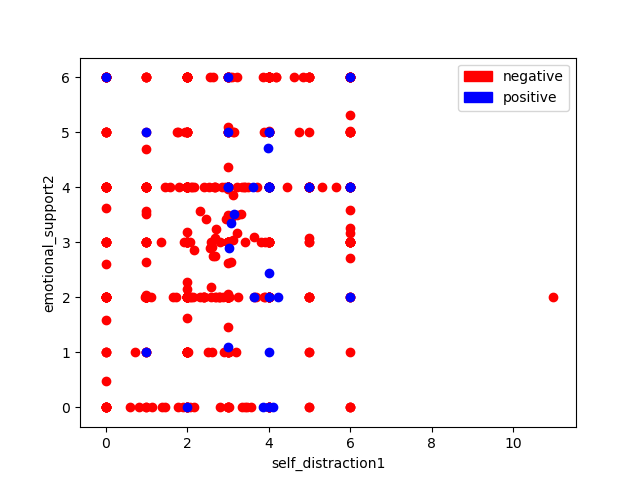 negative
positive
6
5
4
3
2
1
0
emotional_support2
0 2 4 6 8 10
self_distraction1